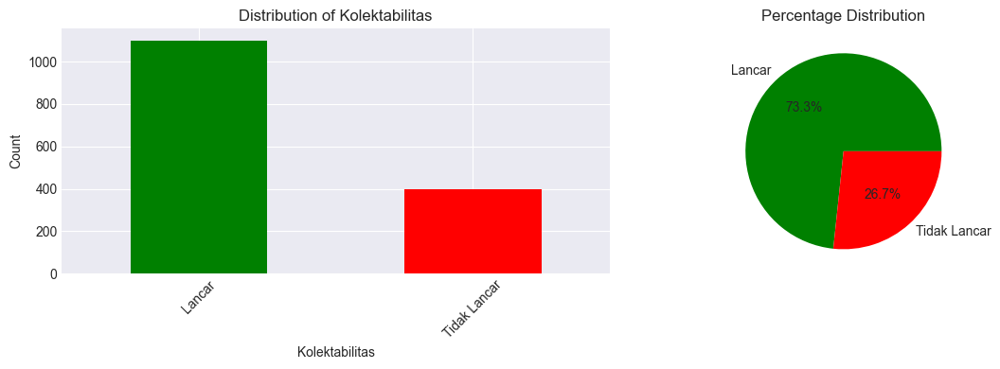 Distribution of Kolektabilitas
Count
1000
800
600
400
200
0
Lancar
Tidak Lancar
Kolektabilitas
Percentage Distribution
Lancar
73.3%
26.7%
Tidak Lancar